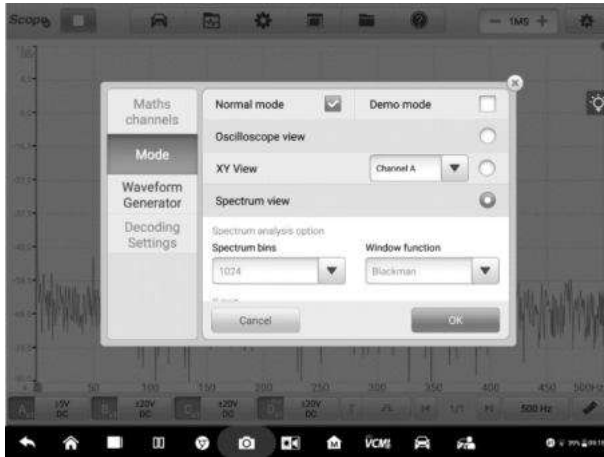 Scope
1MS
Maths channels
Normal mode
Demo mode
Mode
Oscilloscope view
XY View
Channel A
Waveform Generator
Spectrum view
Decoding Settings
Spectrum analysis option
Spectrum bins
Window function
1024
Blackman
Cancel
OK
50 100 150 200 250 300 350 400 450 500Hz
A ±5V DC
B ±20V DC
C ±20V DC
D ±20V DC
1/1
500 Hz
VCMI